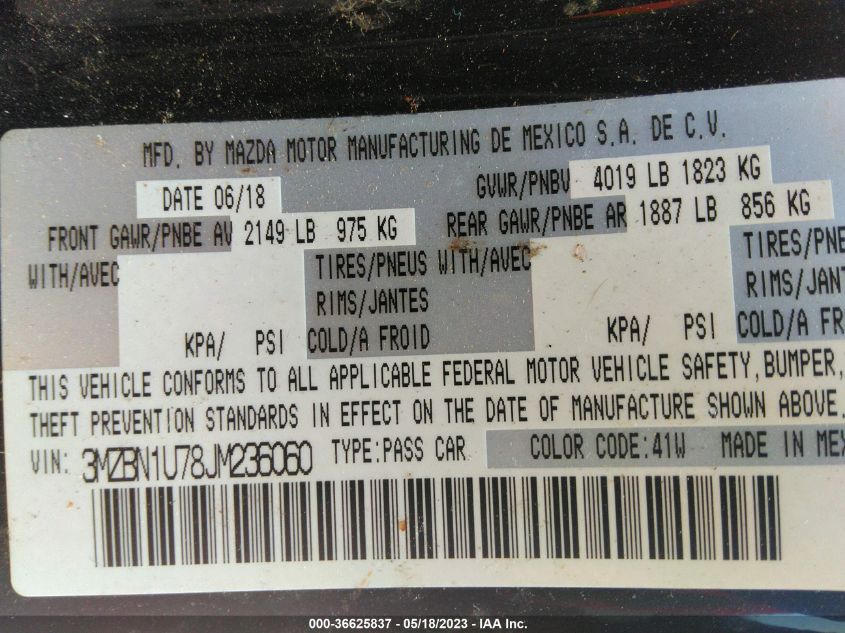 MFD. BY MAZDA MOTOR MANUFACTURING DE MEXICO S.A. DE C.V.
DATE 06/18 GVWR/PNBV 4019 LB 1823 KG
FRONT GAWR/PNBE AV 2149 LB 975 KG REAR GAWR/PNBE AR 1887 LB 856 KG
WITH/AVEC TIRES/PNEUS WITH/AVEC TIRES/PNE
RIMS/JANTES RIMS/JANT
KPA/ PSI COLD/A FROID KPA/ PSI COLD/A FR
THIS VEHICLE CONFORMS TO ALL APPLICABLE FEDERAL MOTOR VEHICLE SAFETY, BUMPER,
THEFT PREVENTION STANDARDS IN EFFECT ON THE DATE OF MANUFACTURE SHOWN ABOVE.
VIN: 3MZBN1U78JM236060 TYPE:PASS CAR COLOR CODE:41W MADE IN MEX
000-36625837 - 05/18/2023 - IAA Inc.